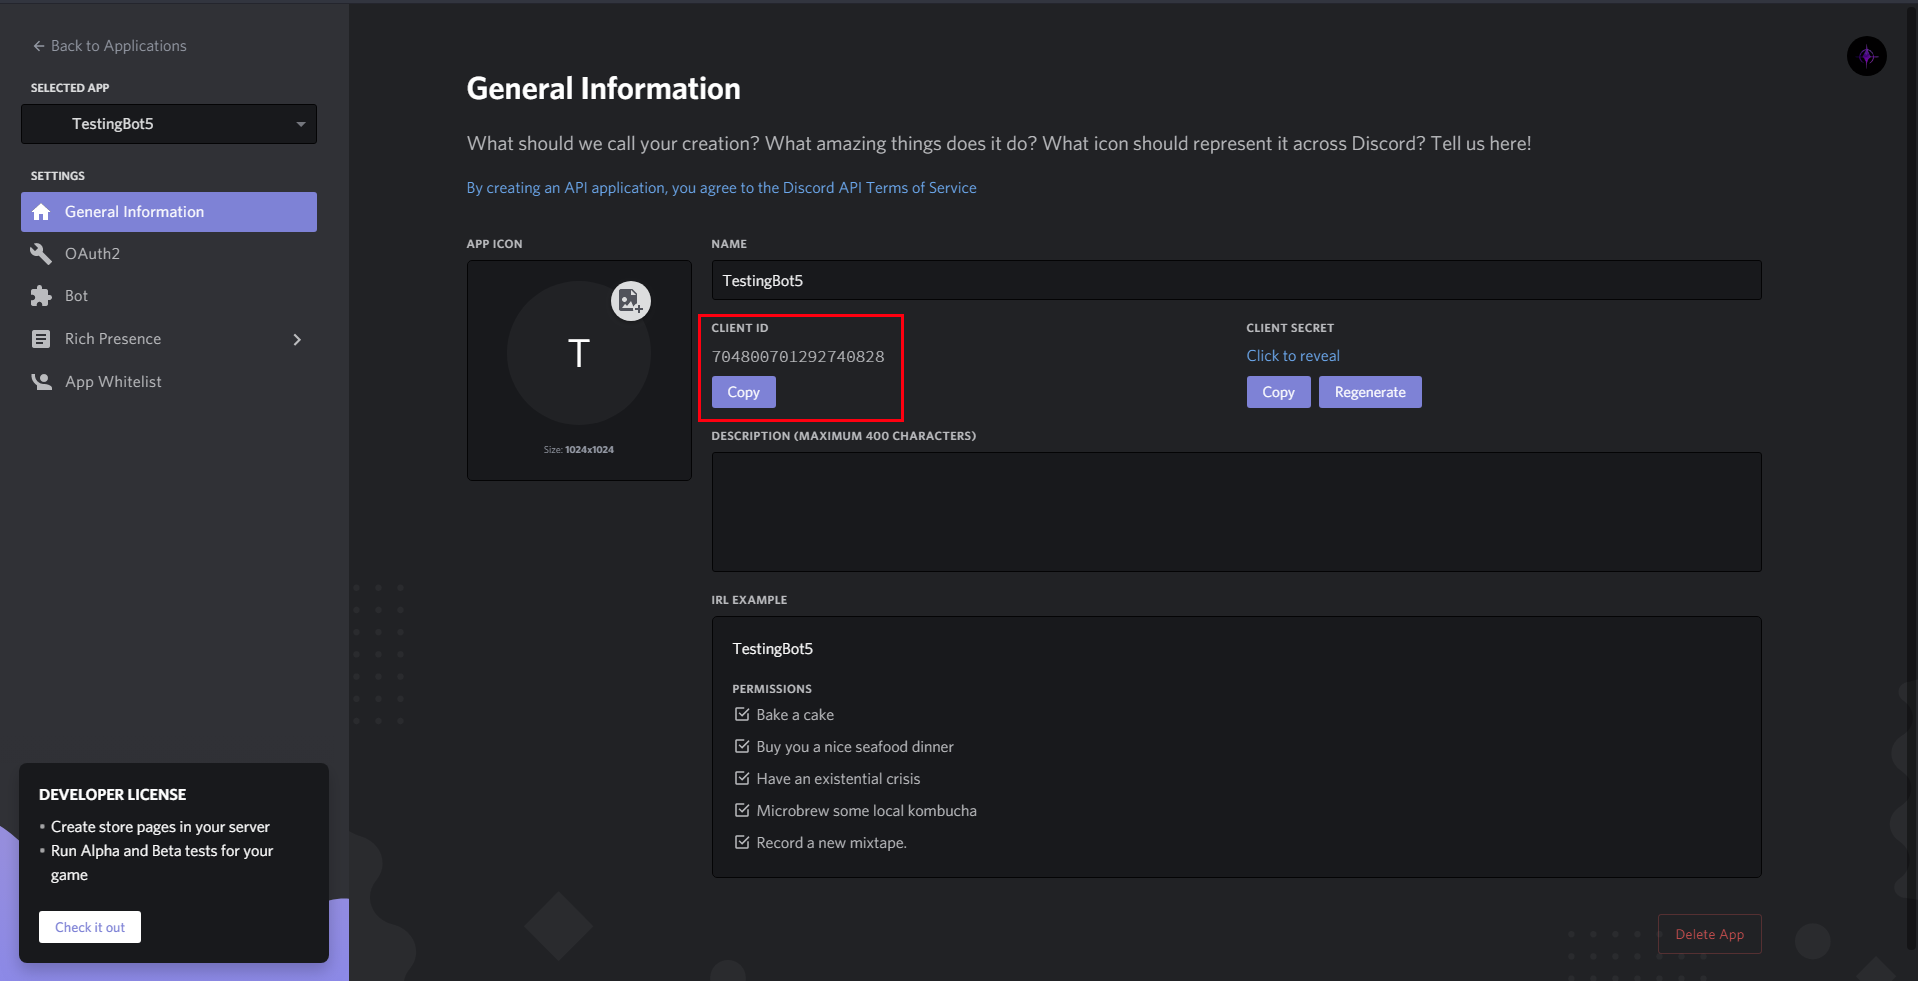 Back to Applications
SELECTED APP
TestingBot5
SETTINGS
General Information
OAuth2
Bot
Rich Presence
App Whitelist
DEVELOPER LICENSE
• Create store pages in your server
• Run Alpha and Beta tests for your
game
Check it out
General Information
What should we call your creation? What amazing things does it do? What icon should represent it across Discord? Tell us here!
By creating an API application, you agree to the Discord API Terms of Service
APP ICON
T
Size: 1024x1024
NAME
TestingBot5
CLIENT ID
704800701292740828
Copy
CLIENT SECRET
Click to reveal
Copy Regenerate
DESCRIPTION (MAXIMUM 400 CHARACTERS)
IRL EXAMPLE
TestingBot5
PERMISSIONS
Bake a cake
Buy you a nice seafood dinner
Have an existential crisis
Microbrew some local kombucha
Record a new mixtape.
Delete App